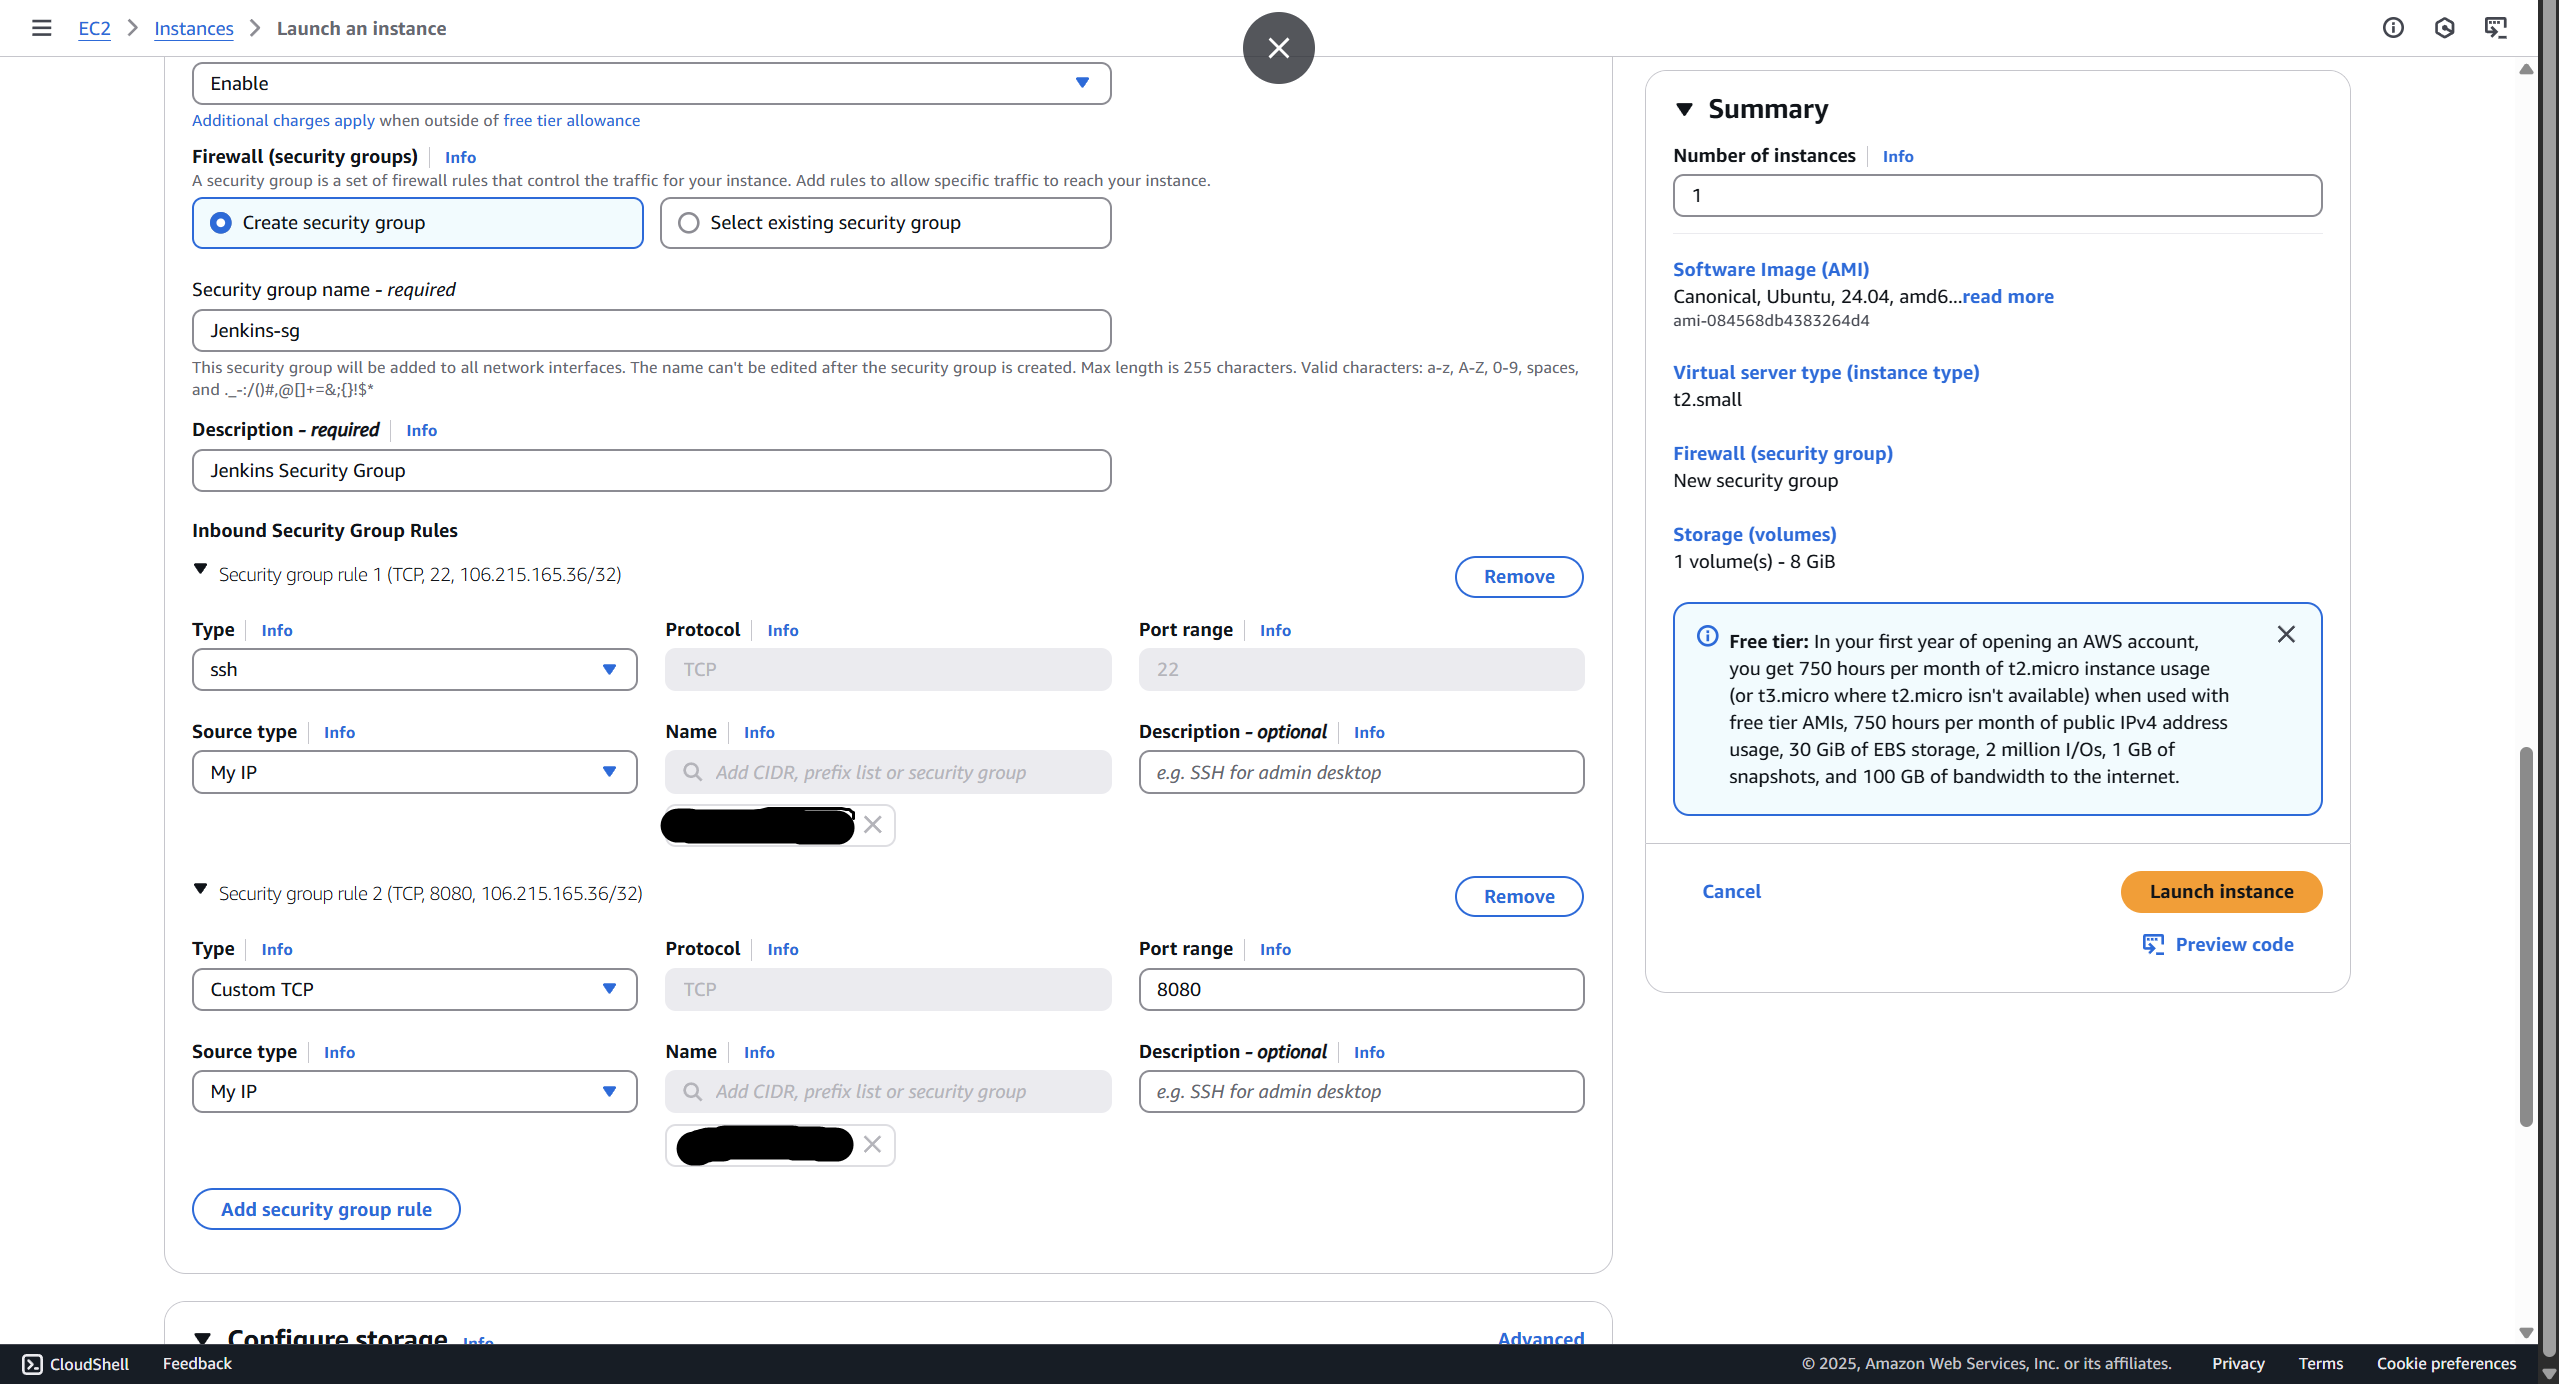 EC2 Instances Launch an instance
Enable
Additional charges apply when outside of free tier allowance
Firewall (security groups) Info
A security group is a set of firewall rules that control the traffic for your instance. Add rules to allow specific traffic to reach your instance.
Create security group Select existing security group
Security group name - required
Jenkins-sg
This security group will be added to all network interfaces. The name can't be edited after the security group is created. Max length is 255 characters. Valid characters: a-z, A-Z, 0-9, spaces,
and ._-:/()#,@[]+=&;{}!$*
Description - required Info
Jenkins Security Group
Inbound Security Group Rules
Security group rule 1 (TCP, 22, 106.215.165.36/32) Remove
Type Info Protocol Info Port range Info
ssh TCP 22
Source type Info Name Info Description - optional Info
My IP Add CIDR, prefix list or security group e.g. SSH for admin desktop
Security group rule 2 (TCP, 8080, 106.215.165.36/32) Remove
Type Info Protocol Info Port range Info
Custom TCP TCP 8080
Source type Info Name Info Description - optional Info
My IP Add CIDR, prefix list or security group e.g. SSH for admin desktop
Add security group rule
Configure storage Info Advanced
Summary
Number of instances Info
1
Software Image (AMI)
Canonical, Ubuntu, 24.04, amd6...read more
ami-084568db4383264d4
Virtual server type (instance type)
t2.small
Firewall (security group)
New security group
Storage (volumes)
1 volume(s) - 8 GiB
Free tier: In your first year of opening an AWS account,
you get 750 hours per month of t2.micro instance usage
(or t3.micro where t2.micro isn't available) when used with
free tier AMIs, 750 hours per month of public IPv4 address
usage, 30 GiB of EBS storage, 2 million I/Os, 1 GB of
snapshots, and 100 GB of bandwidth to the internet.
Cancel Launch instance
Preview code
CloudShell Feedback © 2025, Amazon Web Services, Inc. or its affiliates. Privacy Terms Cookie preferences